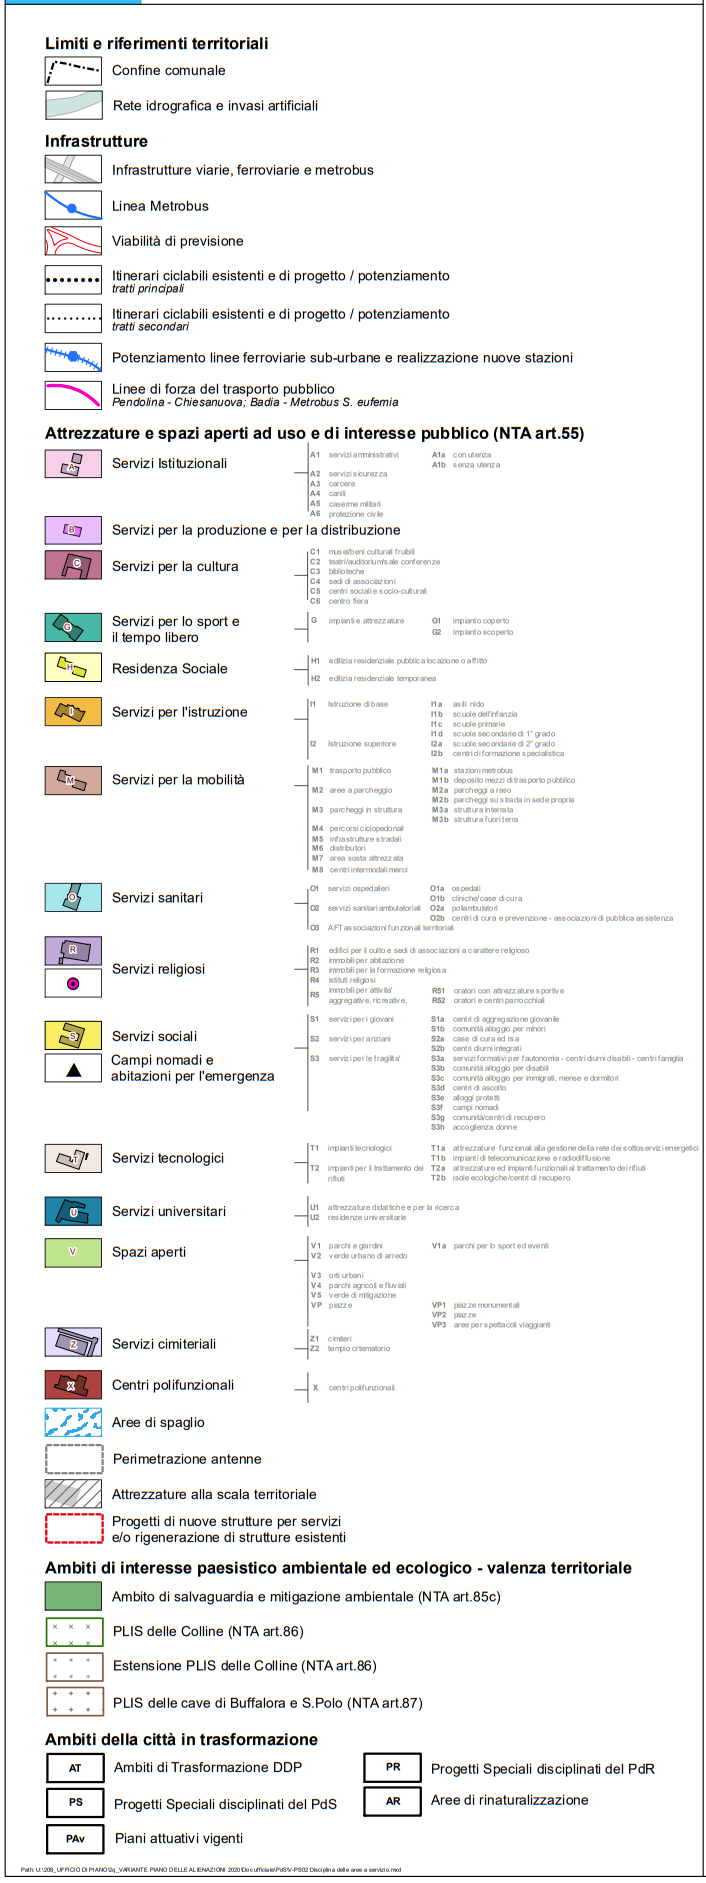 Limiti e riferimenti territoriali
Confine comunale
Rete idrografica e invasi artificiali
Infrastrutture
Infrastrutture viarie, ferroviarie e metrobus
Linea Metrobus
Viabilità di previsione
Itinerari ciclabili esistenti e di progetto / potenziamento
tratti principali
Itinerari ciclabili esistenti e di progetto / potenziamento
tratti secondari
Potenziamento linee ferroviarie sub-urbane e realizzazione nuove stazioni
Linee di forza del trasporto pubblico
Pendolina - Chiesanuova; Badia - Metrobus S. eufemia
Attrezzature e spazi aperti ad uso e di interesse pubblico (NTA art.55)
A Servizi Istituzionali
A1 servizi amministrativi A1a con utenza
A1b senza utenza
A2 servizi sicurezza
A3 carcere
A4 canili
A5 caserme militari
A6 protezione civile
B Servizi per la produzione e per la distribuzione
C Servizi per la cultura
C1 musei/beni culturali fruibili
C2 teatri/auditorium/sale conferenze
C3 biblioteche
C4 sedi di associazioni
C5 centri sociali e socio-culturali
C6 centro fiera
G Servizi per lo sport e
il tempo libero
G impianti e attrezzature G1 impianto coperto
G2 impianto scoperto
H Residenza Sociale
H1 edilizia residenziale pubblica locazione o affitto
H2 edilizia residenziale temporanea
I Servizi per l'istruzione
I1 Istruzione di base I1a asili nido
I1b scuole dell'infanzia
I1c scuole primarie
I1d scuole secondarie di 1° grado
I2 Istruzione superiore I2a scuole secondarie di 2° grado
I2b centri di formazione specialistica
M Servizi per la mobilità
M1 trasporto pubblico M1a stazioni metrobus
M1b deposito mezzi di trasporto pubblico
M2 aree a parcheggio M2a parcheggi a raso
M2b parcheggi su strada in sede propria
M3 parcheggi in struttura M3a struttura interrata
M3b struttura fuori terra
M4 percorsi ciclopedonali
M5 infrastrutture stradali
M6 distributori
M7 area sosta attrezzata
M8 centri intermodali merci
O Servizi sanitari
O1 servizi ospedalieri O1a ospedali
O1b cliniche/case di cura
O2 servizi sanitari ambulatoriali O2a poliambulatori
O2b centri di cura e prevenzione - associazioni di pubblica assistenza
O3 AFT associazioni funzionali territoriali
R Servizi religiosi
R1 edifici per il culto e sedi di associazioni a carattere religioso
R2 immobili per abitazione
R3 immobili per la formazione religiosa
R4 istituti religiosi
R5 immobili per attivita' R51 oratori con attrezzature sportive
aggregative, ricreative, R52 oratori e centri parrocchiali
S Servizi sociali
Campi nomadi e
abitazioni per l'emergenza
S1 servizi per i giovani S1a centri di aggregazione giovanile
S1b comunità alloggio per minori
S2 servizi per anziani S2a case di cura ed rsa
S2b centri diurni integrati
S3 servizi per le fragilita' S3a servizi formativi per l'autonomia - centri diurni disabili - centri famiglia
S3b comunità alloggio per disabili
S3c comunità alloggio per immigrati, mense e dormitori
S3d centri di ascolto
S3e alloggi protetti
S3f campi nomadi
S3g comunità/centri di recupero
S3h accoglienza donne
T Servizi tecnologici
T1 impianti tecnologici T1a attrezzature funzionali alla gestione della rete dei sottoservizi energetici
T1b impianti di telecomunicazione e radiodiffusione
T2 impianti per il trattamento dei T2a attrezzature ed impianti funzionali al trattamento dei rifiuti
rifiuti T2b isole ecologiche/centri di recupero
U Servizi universitari
U1 attrezzature didattiche e per la ricerca
U2 residenze universitarie
V Spazi aperti
V1 parchi e giardini V1a parchi per lo sport ed eventi
V2 verde urbano di arredo
V3 orti urbani
V4 parchi agricoli e fluviali
V5 verde di mitigazione
VP piazze VP1 piazze monumentali
VP2 piazze
VP3 aree per spettacoli viaggianti
Z Servizi cimiteriali
Z1 cimiteri
Z2 tempio crtematorio
X Centri polifunzionali
X centri polifunzionali
Aree di spaglio
Perimetrazione antenne
Attrezzature alla scala territoriale
Progetti di nuove strutture per servizi
e/o rigenerazione di strutture esistenti
Ambiti di interesse paesistico ambientale ed ecologico - valenza territoriale
Ambito di salvaguardia e mitigazione ambientale (NTA art.85c)
PLIS delle Colline (NTA art.86)
Estensione PLIS delle Colline (NTA art.86)
PLIS delle cave di Buffalora e S.Polo (NTA art.87)
Ambiti della città in trasformazione
AT Ambiti di Trasformazione DDP PR Progetti Speciali disciplinati del PdR
PS Progetti Speciali disciplinati del PdS AR Aree di rinaturalizzazione
PAv Piani attuativi vigenti
Path: U:\208_UFFICIO DI PIANO\2q_VARIANTE PIANO DELLE ALIENAZIONI 2020\Doc ufficiale\PdS\V-PS02 Disciplina delle aree a servizio.mxd